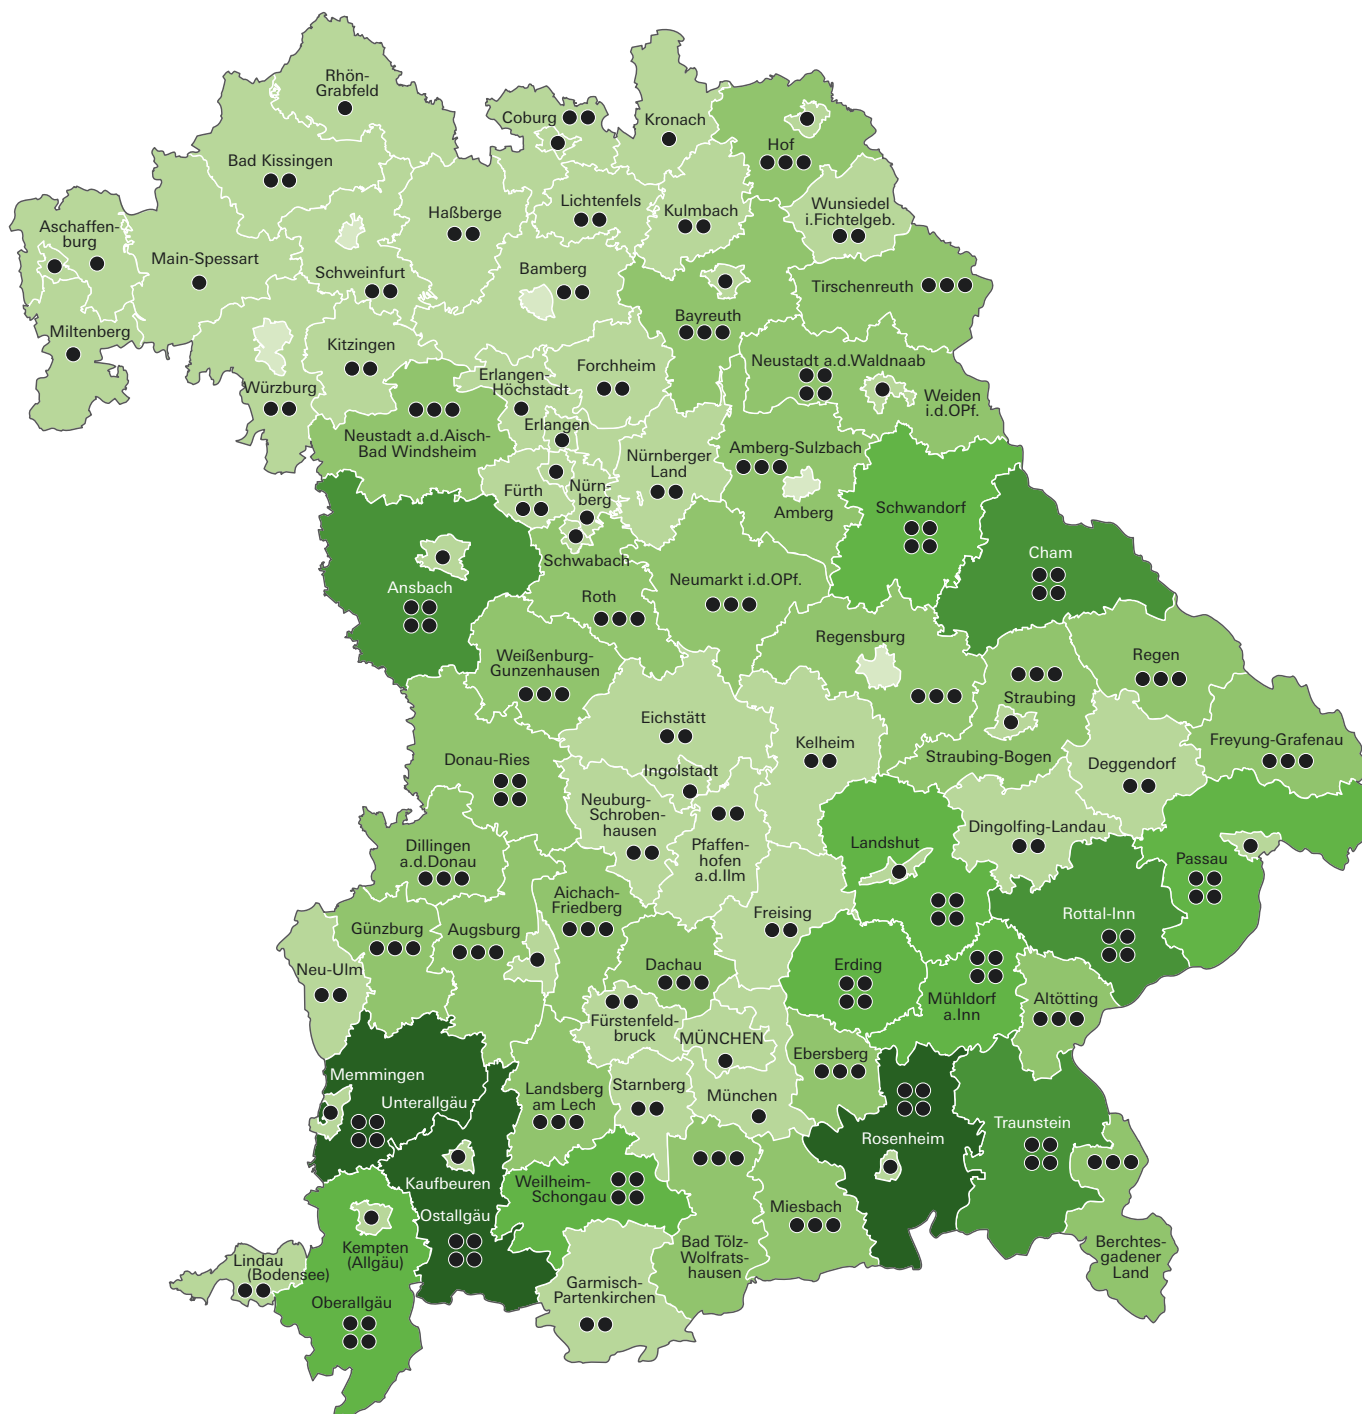 Rhön-
Grabfeld
Coburg
Kronach
Hof
Bad Kissingen
Lichtenfels
Kulmbach
Wunsiedel
i.Fichtelgeb.
Haßberge
Aschaffen-
burg
Main-Spessart
Schweinfurt
Bamberg
Tirschenreuth
Bayreuth
Miltenberg
Kitzingen
Neustadt a.d.Waldnaab
Forchheim
Erlangen-
Höchstadt
Würzburg
Weiden
i.d.OPf.
Erlangen
Neustadt a.d.Aisch-
Bad Windsheim
Amberg-Sulzbach
Nürnberger
Land
Fürth
Nürn-
berg
Amberg
Schwandorf
Cham
Schwabach
Ansbach
Neumarkt i.d.OPf.
Roth
Regensburg
Weißenburg-
Gunzenhausen
Regen
Straubing
Eichstätt
Kelheim
Freyung-Grafenau
Straubing-Bogen
Deggendorf
Donau-Ries
Ingolstadt
Neuburg-
Schroben-
hausen
Dingolfing-Landau
Landshut
Pfaffen-
hofen
a.d.Ilm
Dillingen
a.d.Donau
Passau
Aichach-
Friedberg
Freising
Rottal-Inn
Günzburg
Augsburg
Neu-Ulm
Dachau
Erding
Mühldorf
a.Inn
Altötting
Fürstenfeld-
bruck
MÜNCHEN
Ebersberg
Memmingen
Unterallgäu
Landsberg
am Lech
Starnberg
München
Traunstein
Rosenheim
Kaufbeuren
Weilheim-
Schongau
Ostallgäu
Miesbach
Bad Tölz-
Wolfrats-
hausen
Kempten
(Allgäu)
Berchtes-
gadener
Land
Lindau
(Bodensee)
Garmisch-
Partenkirchen
Oberallgäu